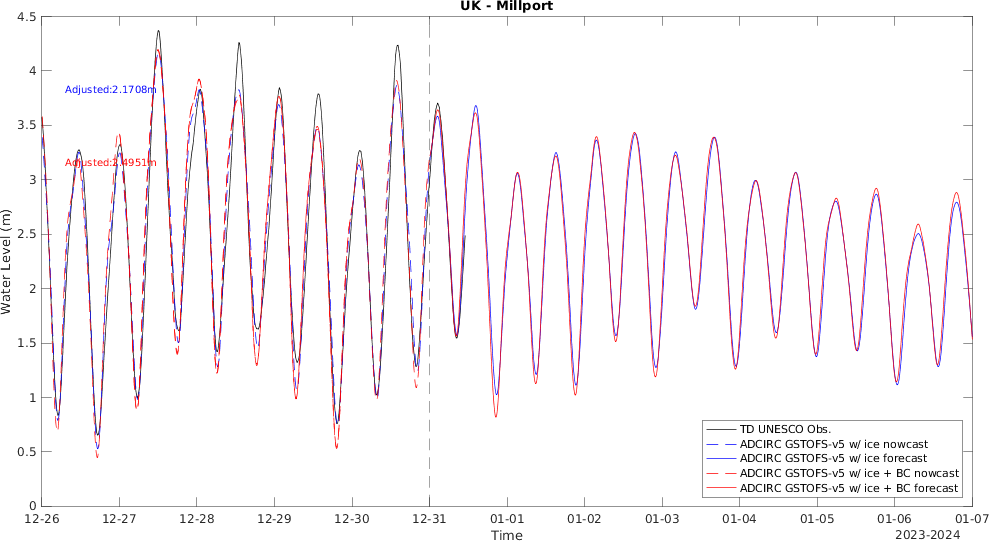 UK - Millport
4.5
4
3.5
3
2.5
2
1.5
1
0.5
0
Water Level (m)
Adjusted:2.1708m
Adjusted:2.4951m
TD UNESCO Obs.
ADCIRC GSTOFS-v5 w/ ice nowcast
ADCIRC GSTOFS-v5 w/ ice forecast
ADCIRC GSTOFS-v5 w/ ice + BC nowcast
ADCIRC GSTOFS-v5 w/ ice + BC forecast
12-26 12-27 12-28 12-29 12-30 12-31 01-01 01-02 01-03 01-04 01-05 01-06 01-07
Time
2023-2024